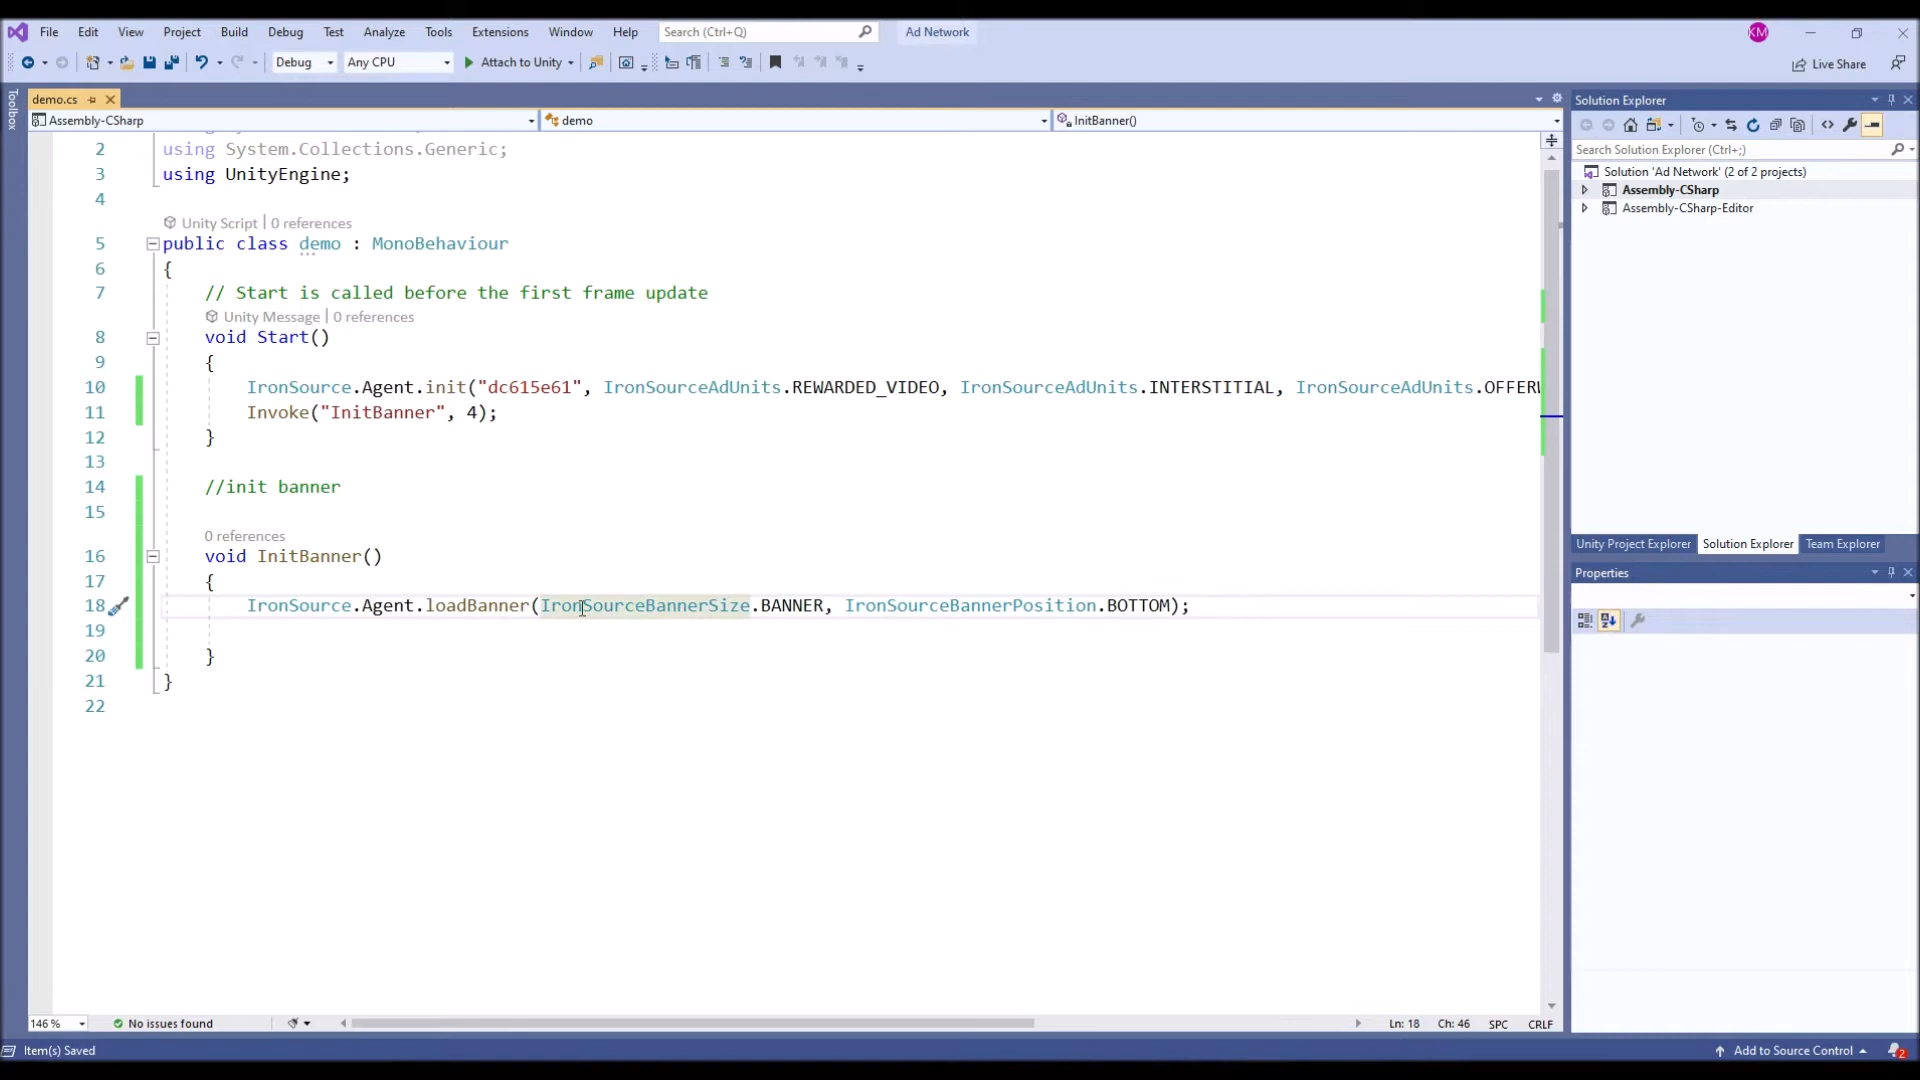 File Edit View Project Build Debug Test Analyze Tools Extensions Window Help Search (Ctrl+Q) Ad Network KM
Debug Any CPU Attach to Unity Live Share
Toolbox
demo.cs
Assembly-CSharp demo InitBanner()
2 using System.Collections.Generic;
3 using UnityEngine;
4
Unity Script | 0 references
5 public class demo : MonoBehaviour
6 {
7 // Start is called before the first frame update
Unity Message | 0 references
8 void Start()
9 {
10 IronSource.Agent.init("dc615e61", IronSourceAdUnits.REWARDED_VIDEO, IronSourceAdUnits.INTERSTITIAL, IronSourceAdUnits.OFFERW
11 Invoke("InitBanner", 4);
12 }
13
14 //init banner
15
0 references
16 void InitBanner()
17 {
18 IronSource.Agent.loadBanner(IronSourceBannerSize.BANNER, IronSourceBannerPosition.BOTTOM);
19
20 }
21 }
22
146 % No issues found Ln: 18 Ch: 46 SPC CRLF
Solution Explorer
Search Solution Explorer (Ctrl+;)
Solution 'Ad Network' (2 of 2 projects)
Assembly-CSharp
Assembly-CSharp-Editor
Unity Project Explorer Solution Explorer Team Explorer
Properties
Item(s) Saved Add to Source Control 2